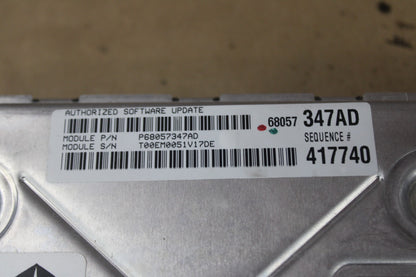 AUTHORIZED SOFTWARE UPDATE
MODULE P/N P68057347AD
MODULE S/N T00EM0051V17DE
68057 347AD
SEQUENCE #
417740